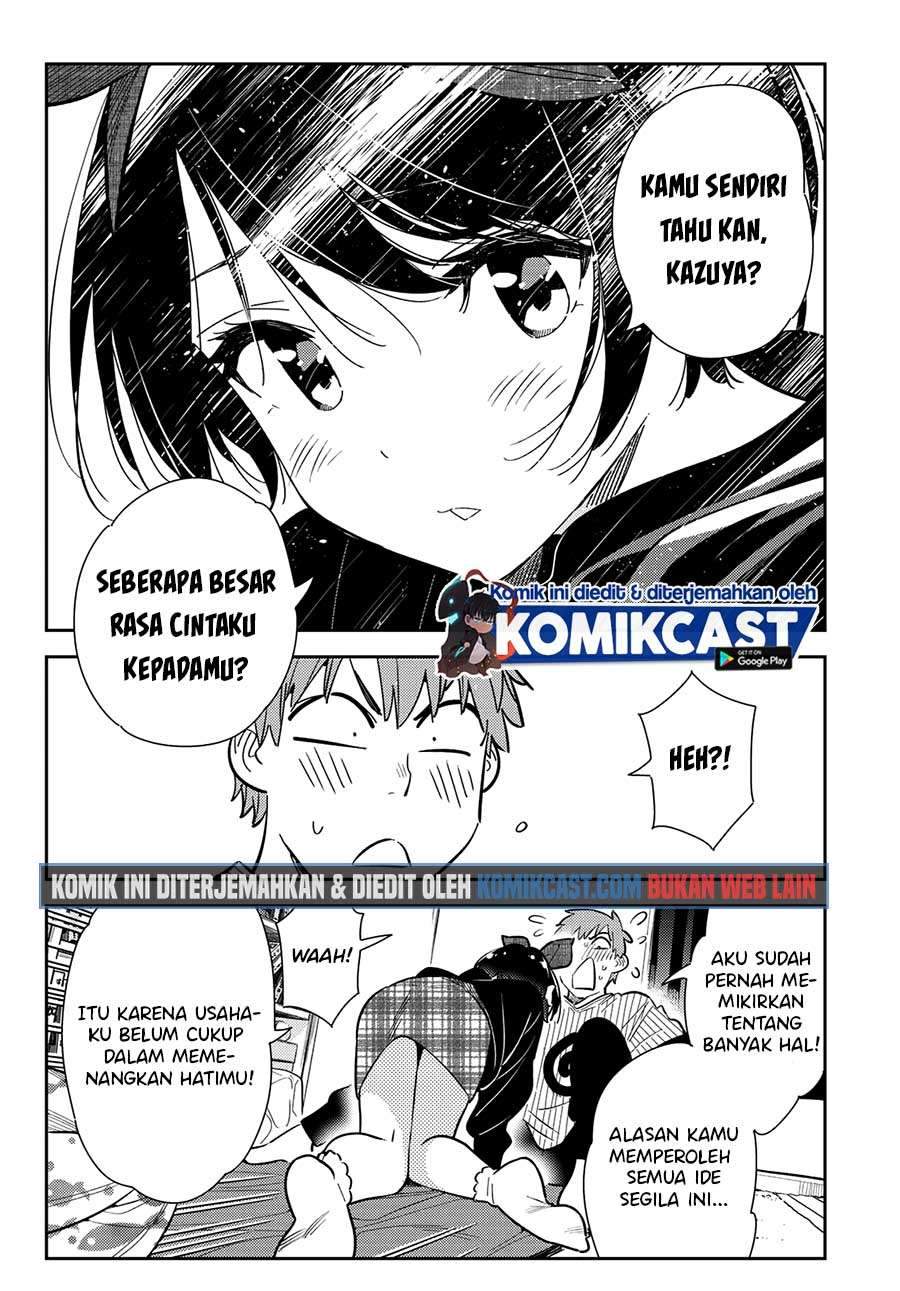 KAMU SENDIRI
TAHU KAN,
KAZUYA?
SEBERAPA BESAR
RASA CINTAKU
KEPADAMU?
Komik ini diedit & diterjemahkan oleh
KOMIKCAST
GET IT ON
Google Play
HEH?!
KOMIK INI DITERJEMAHKAN & DIEDIT OLEH KOMIKCAST.COM BUKAN WEB LAIN
AKU SUDAH
PERNAH ME-
MIKIRKAN
TENTANG
BANYAK HAL!
WAAH!
ALASAN KAMU
MEMPEROLEH
SEMUA IDE
SEGILA INI...
ITU KARENA USAHA-
KU BELUM CUKUP
DALAM MEME-
NANGKAN HATIMU!